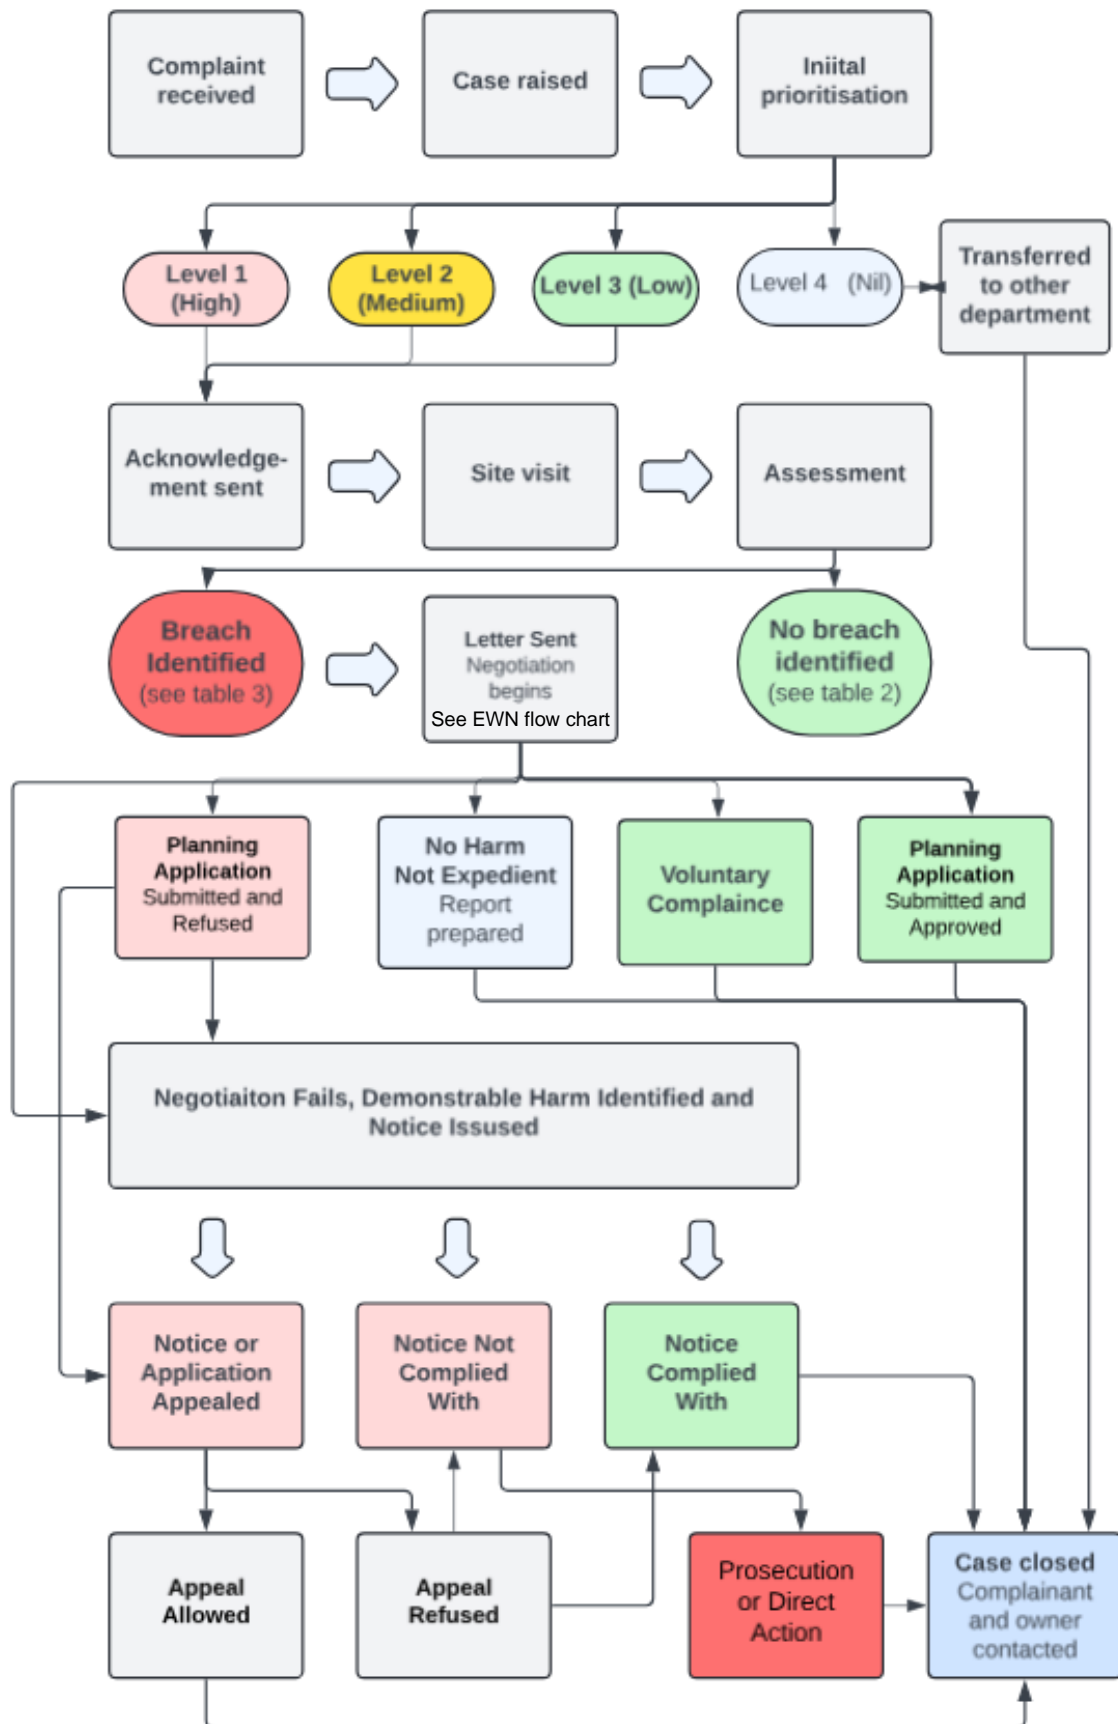 Complaint
received
Case raised
Iniital
prioritisation
Level 1
(High)
Level 2
(Medium)
Level 3 (Low)
Level 4 (Nil)
Transferred
to other
department
Acknowledge-
ment sent
Site visit
Assessment
Breach
Identified
(see table 3)
Letter Sent
Negotiation
begins
See EWN flow chart
No breach
identified
(see table 2)
Planning
Application
Submitted and
Refused
No Harm
Not Expedient
Report
prepared
Voluntary
Complaince
Planning
Application
Submitted and
Approved
Negotiaiton Fails, Demonstrable Harm Identified and
Notice Issused
Notice or
Application
Appealed
Notice Not
Complied
With
Notice
Complied
With
Appeal
Allowed
Appeal
Refused
Prosecution
or Direct
Action
Case closed
Complainant
and owner
contacted